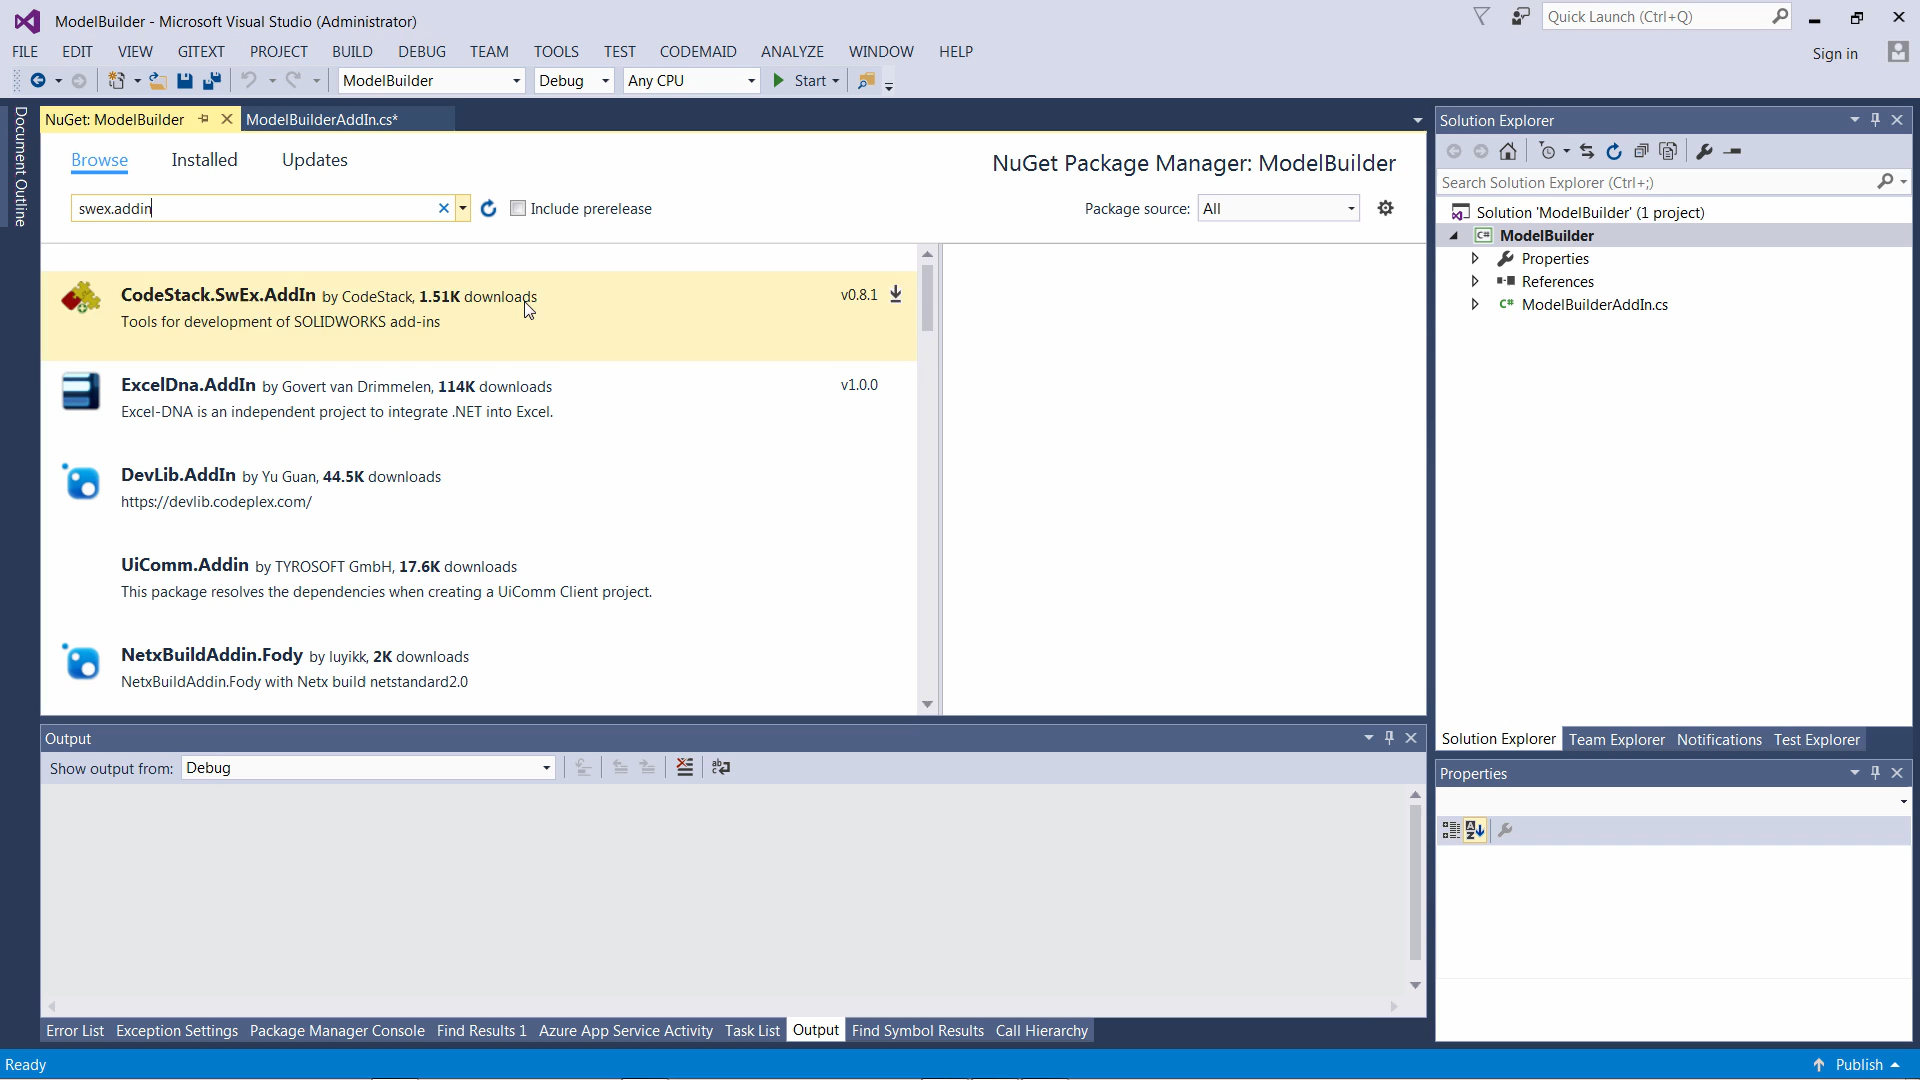 ModelBuilder - Microsoft Visual Studio (Administrator)
Quick Launch (Ctrl+Q)
FILE EDIT VIEW GITEXT PROJECT BUILD DEBUG TEAM TOOLS TEST CODEMAID ANALYZE WINDOW HELP
Sign in
ModelBuilder Debug Any CPU Start
Document Outline
NuGet: ModelBuilder ModelBuilderAddIn.cs*
Browse Installed Updates
NuGet Package Manager: ModelBuilder
swex.addin
Include prerelease
Package source: All
CodeStack.SwEx.AddIn by CodeStack, 1.51K downloads v0.8.1
Tools for development of SOLIDWORKS add-ins
ExcelDna.AddIn by Govert van Drimmelen, 114K downloads v1.0.0
Excel-DNA is an independent project to integrate .NET into Excel.
DevLib.AddIn by Yu Guan, 44.5K downloads
https://devlib.codeplex.com/
UiComm.Addin by TYROSOFT GmbH, 17.6K downloads
This package resolves the dependencies when creating a UiComm Client project.
NetxBuildAddin.Fody by luyikk, 2K downloads
NetxBuildAddin.Fody with Netx build netstandard2.0
Output
Show output from: Debug
Error List Exception Settings Package Manager Console Find Results 1 Azure App Service Activity Task List Output Find Symbol Results Call Hierarchy
Solution Explorer
Search Solution Explorer (Ctrl+;)
Solution 'ModelBuilder' (1 project)
C# ModelBuilder
Properties
References
C# ModelBuilderAddIn.cs
Solution Explorer Team Explorer Notifications Test Explorer
Properties
Ready
Publish